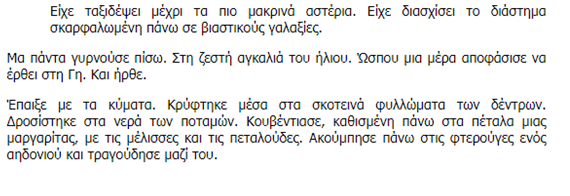 Είχε ταξιδέψει μέχρι τα πιο μακρινά αστέρια. Είχε διασχίσει το διάστημα
σκαρφαλωμένη πάνω σε βιαστικούς γαλαξίες.
Μα πάντα γυρνούσε πίσω. Στη ζεστή αγκαλιά του ήλιου. Ώσπου μια μέρα αποφάσισε να
έρθει στη Γη. Και ήρθε.
Έπαιξε με τα κύματα. Κρύφτηκε μέσα στα σκοτεινά φυλλώματα των δέντρων.
Δροσίστηκε στα νερά των ποταμών. Κουβέντιασε, καθισμένη πάνω στα πέταλα μιας
μαργαρίτας, με τις μέλισσες και τις πεταλούδες. Ακούμπησε πάνω στις φτερούγες ενός
αηδονιού και τραγούδησε μαζί του.